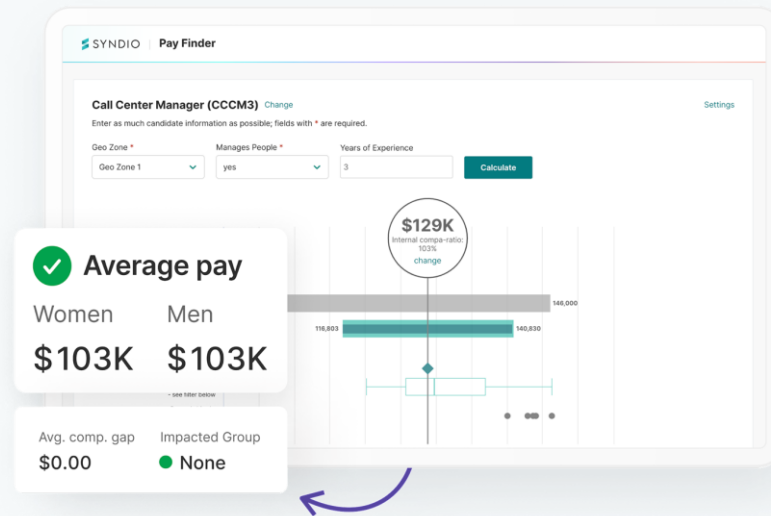 SYNDIO Pay Finder
Call Center Manager (CCCM3) Change
Settings
Enter as much candidate information as possible; fields with * are required.
Geo Zone *
Manages People *
Years of Experience
Geo Zone 1
yes
3
Calculate
$129K
Internal compa-ratio:
103%
change
146,000
116,803
140,830
Average pay
Women
Men
$103K
$103K
- see filter below
Avg. comp. gap
Impacted Group
$0.00
None